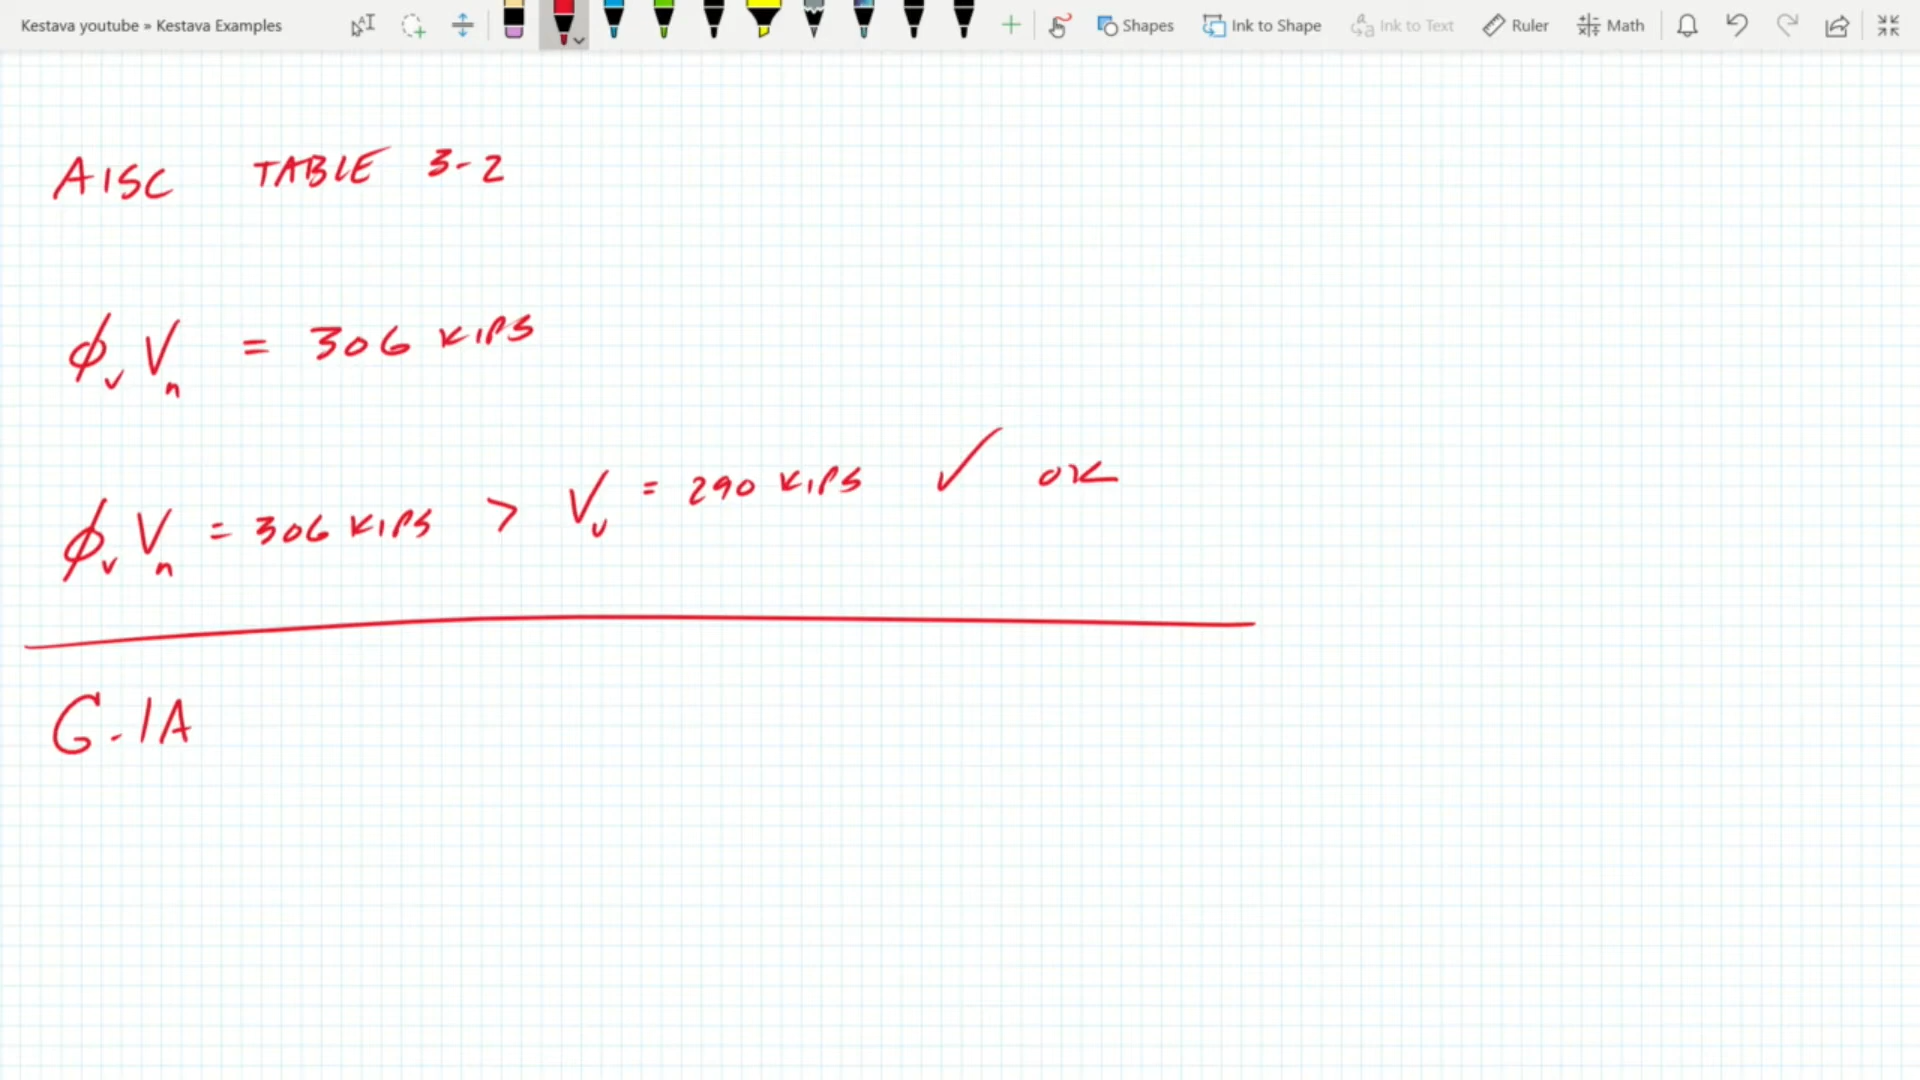 Kestava youtube » Kestava Examples Shapes Ink to Shape Ink to Text Ruler Math
AISC TABLE 3-2
ϕv Vn = 306 KIPS
ϕv Vn = 306 KIPS > Vu = 290 KIPS ✓ OK
G.1A